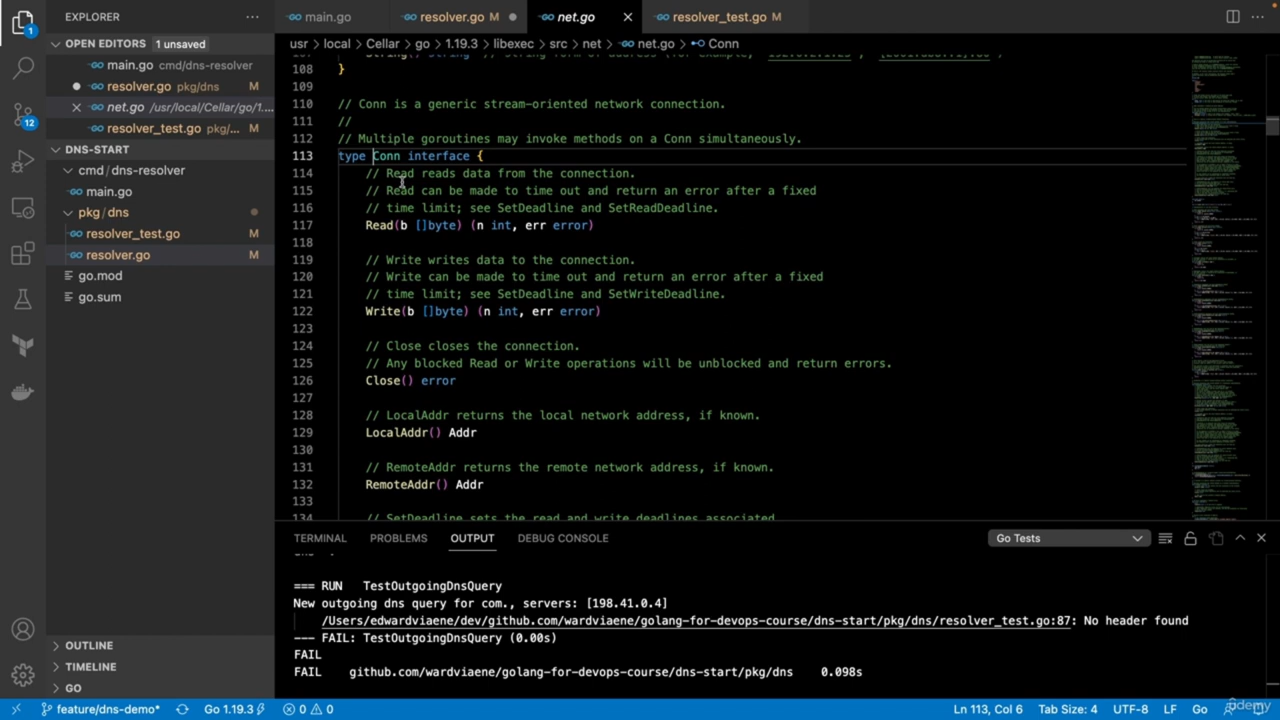 EXPLORER
main.go
resolver.go M
net.go
resolver_test.go M
OPEN EDITORS 1 unsaved
main.go cmd/dns-resolver
resolver.go pkg/dns M
net.go /usr/local/Cellar/go/1....
resolver_test.go pkg/... M
DNS-START
cmd / dns-resolver
main.go
pkg / dns
resolver_test.go M
resolver.go M
go.mod
go.sum
OUTLINE
TIMELINE
GO
1
12
usr > local > Cellar > go > 1.19.3 > libexec > src > net > net.go > Conn
108 }
109
110 // Conn is a generic stream-oriented network connection.
111 //
112 // Multiple goroutines may invoke methods on a Conn simultaneously.
113 type Conn interface {
114 // Read reads data from the connection.
115 // Read can be made to time out and return an error after a fixed
116 // time limit; see SetDeadline and SetReadDeadline.
117 Read(b []byte) (n int, err error)
118
119 // Write writes data to the connection.
120 // Write can be made to time out and return an error after a fixed
121 // time limit; see SetDeadline and SetWriteDeadline.
122 Write(b []byte) (n int, err error)
123
124 // Close closes the connection.
125 // Any blocked Read or Write operations will be unblocked and return errors.
126 Close() error
127
128 // LocalAddr returns the local network address, if known.
129 LocalAddr() Addr
130
131 // RemoteAddr returns the remote network address, if known.
132 RemoteAddr() Addr
133
134 // SetDeadline sets the read and write deadlines associated
TERMINAL PROBLEMS OUTPUT DEBUG CONSOLE Go Tests
=== RUN TestOutgoingDnsQuery
New outgoing dns query for com., servers: [198.41.0.4]
/Users/edwardviaene/dev/github.com/wardviaene/golang-for-devops-course/dns-start/pkg/dns/resolver_test.go:87: No header found
--- FAIL: TestOutgoingDnsQuery (0.00s)
FAIL
FAIL github.com/wardviaene/golang-for-devops-course/dns-start/pkg/dns 0.098s
feature/dns-demo* Go 1.19.3 0 0 Ln 113, Col 6 Tab Size: 4 UTF-8 LF Go
udemy